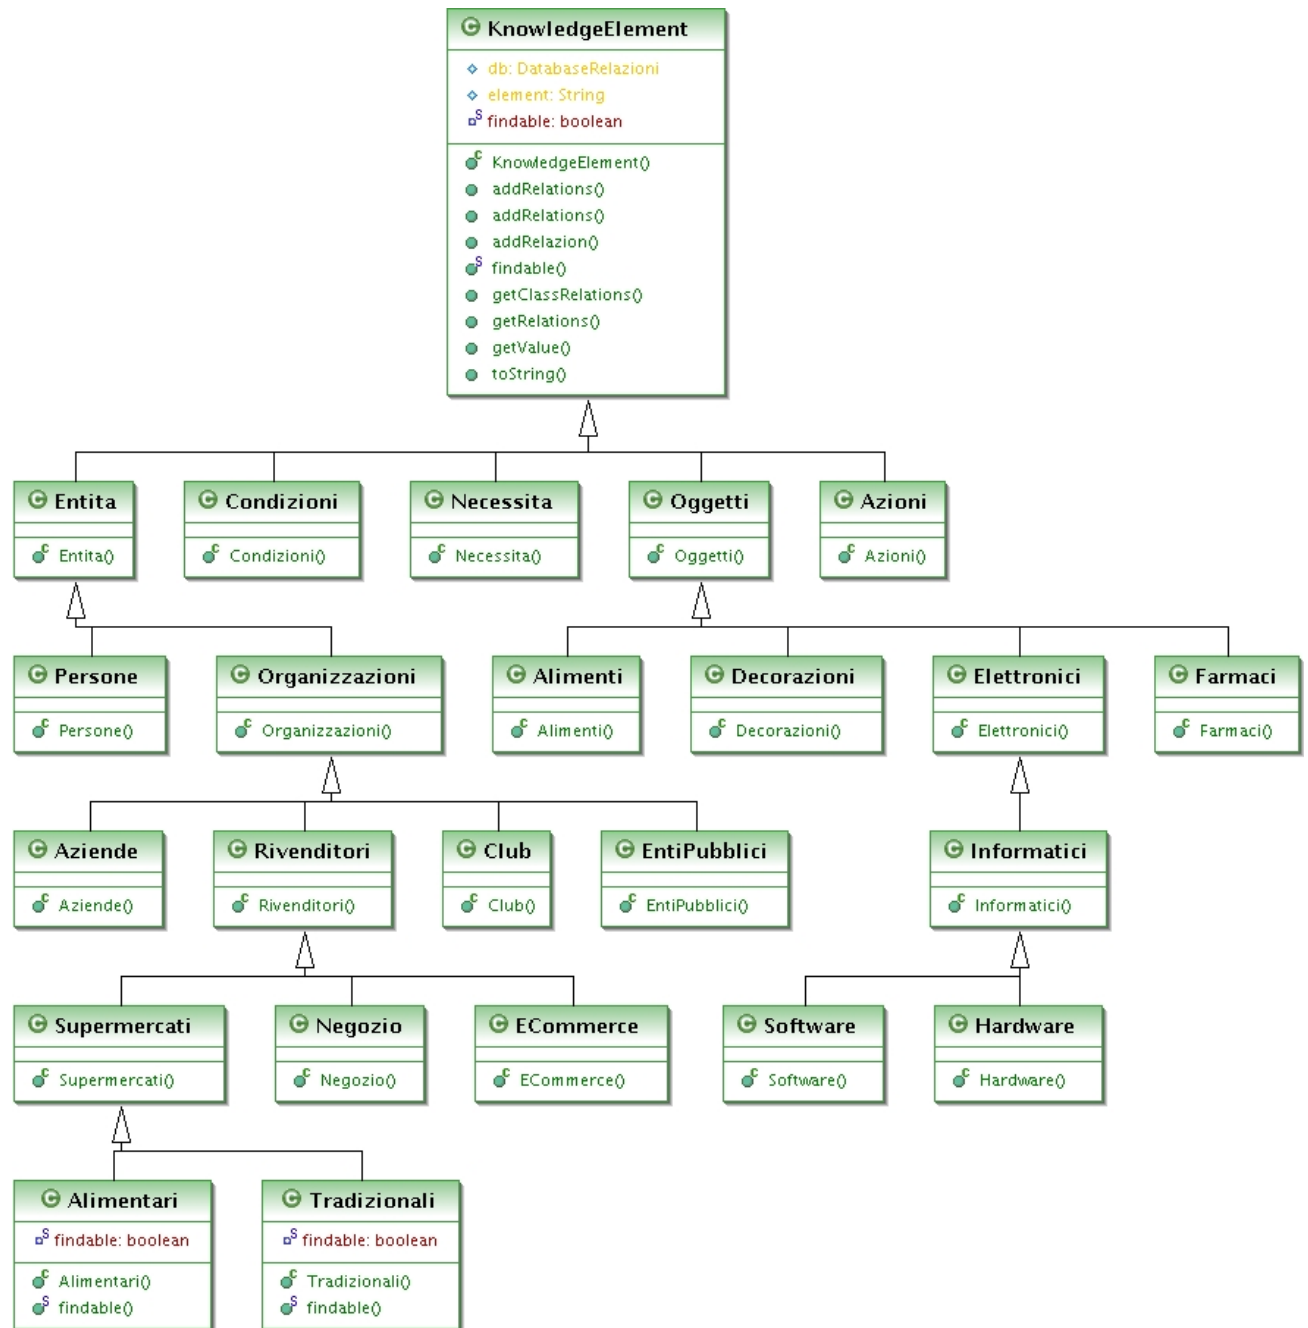 KnowledgeElement
db: DatabaseRelazioni
element: String
findable: boolean
KnowledgeElement()
addRelations()
addRelations()
addRelazion()
findable()
getClassRelations()
getRelations()
getValue()
toString()
Entita
Condizioni
Necessita
Oggetti
Azioni
Entita()
Condizioni()
Necessita()
Oggetti()
Azioni()
Persone
Organizzazioni
Alimenti
Decorazioni
Elettronici
Farmaci
Persone()
Organizzazioni()
Alimenti()
Decorazioni()
Elettronici()
Farmaci()
Aziende
Rivenditori
Club
EntiPubblici
Informatici
Aziende()
Rivenditori()
Club()
EntiPubblici()
Informatici()
Supermercati
Negozio
ECommerce
Software
Hardware
Supermercati()
Negozio()
ECommerce()
Software()
Hardware()
Alimentari
findable: boolean
Alimentari()
findable()
Tradizionali
findable: boolean
Tradizionali()
findable()